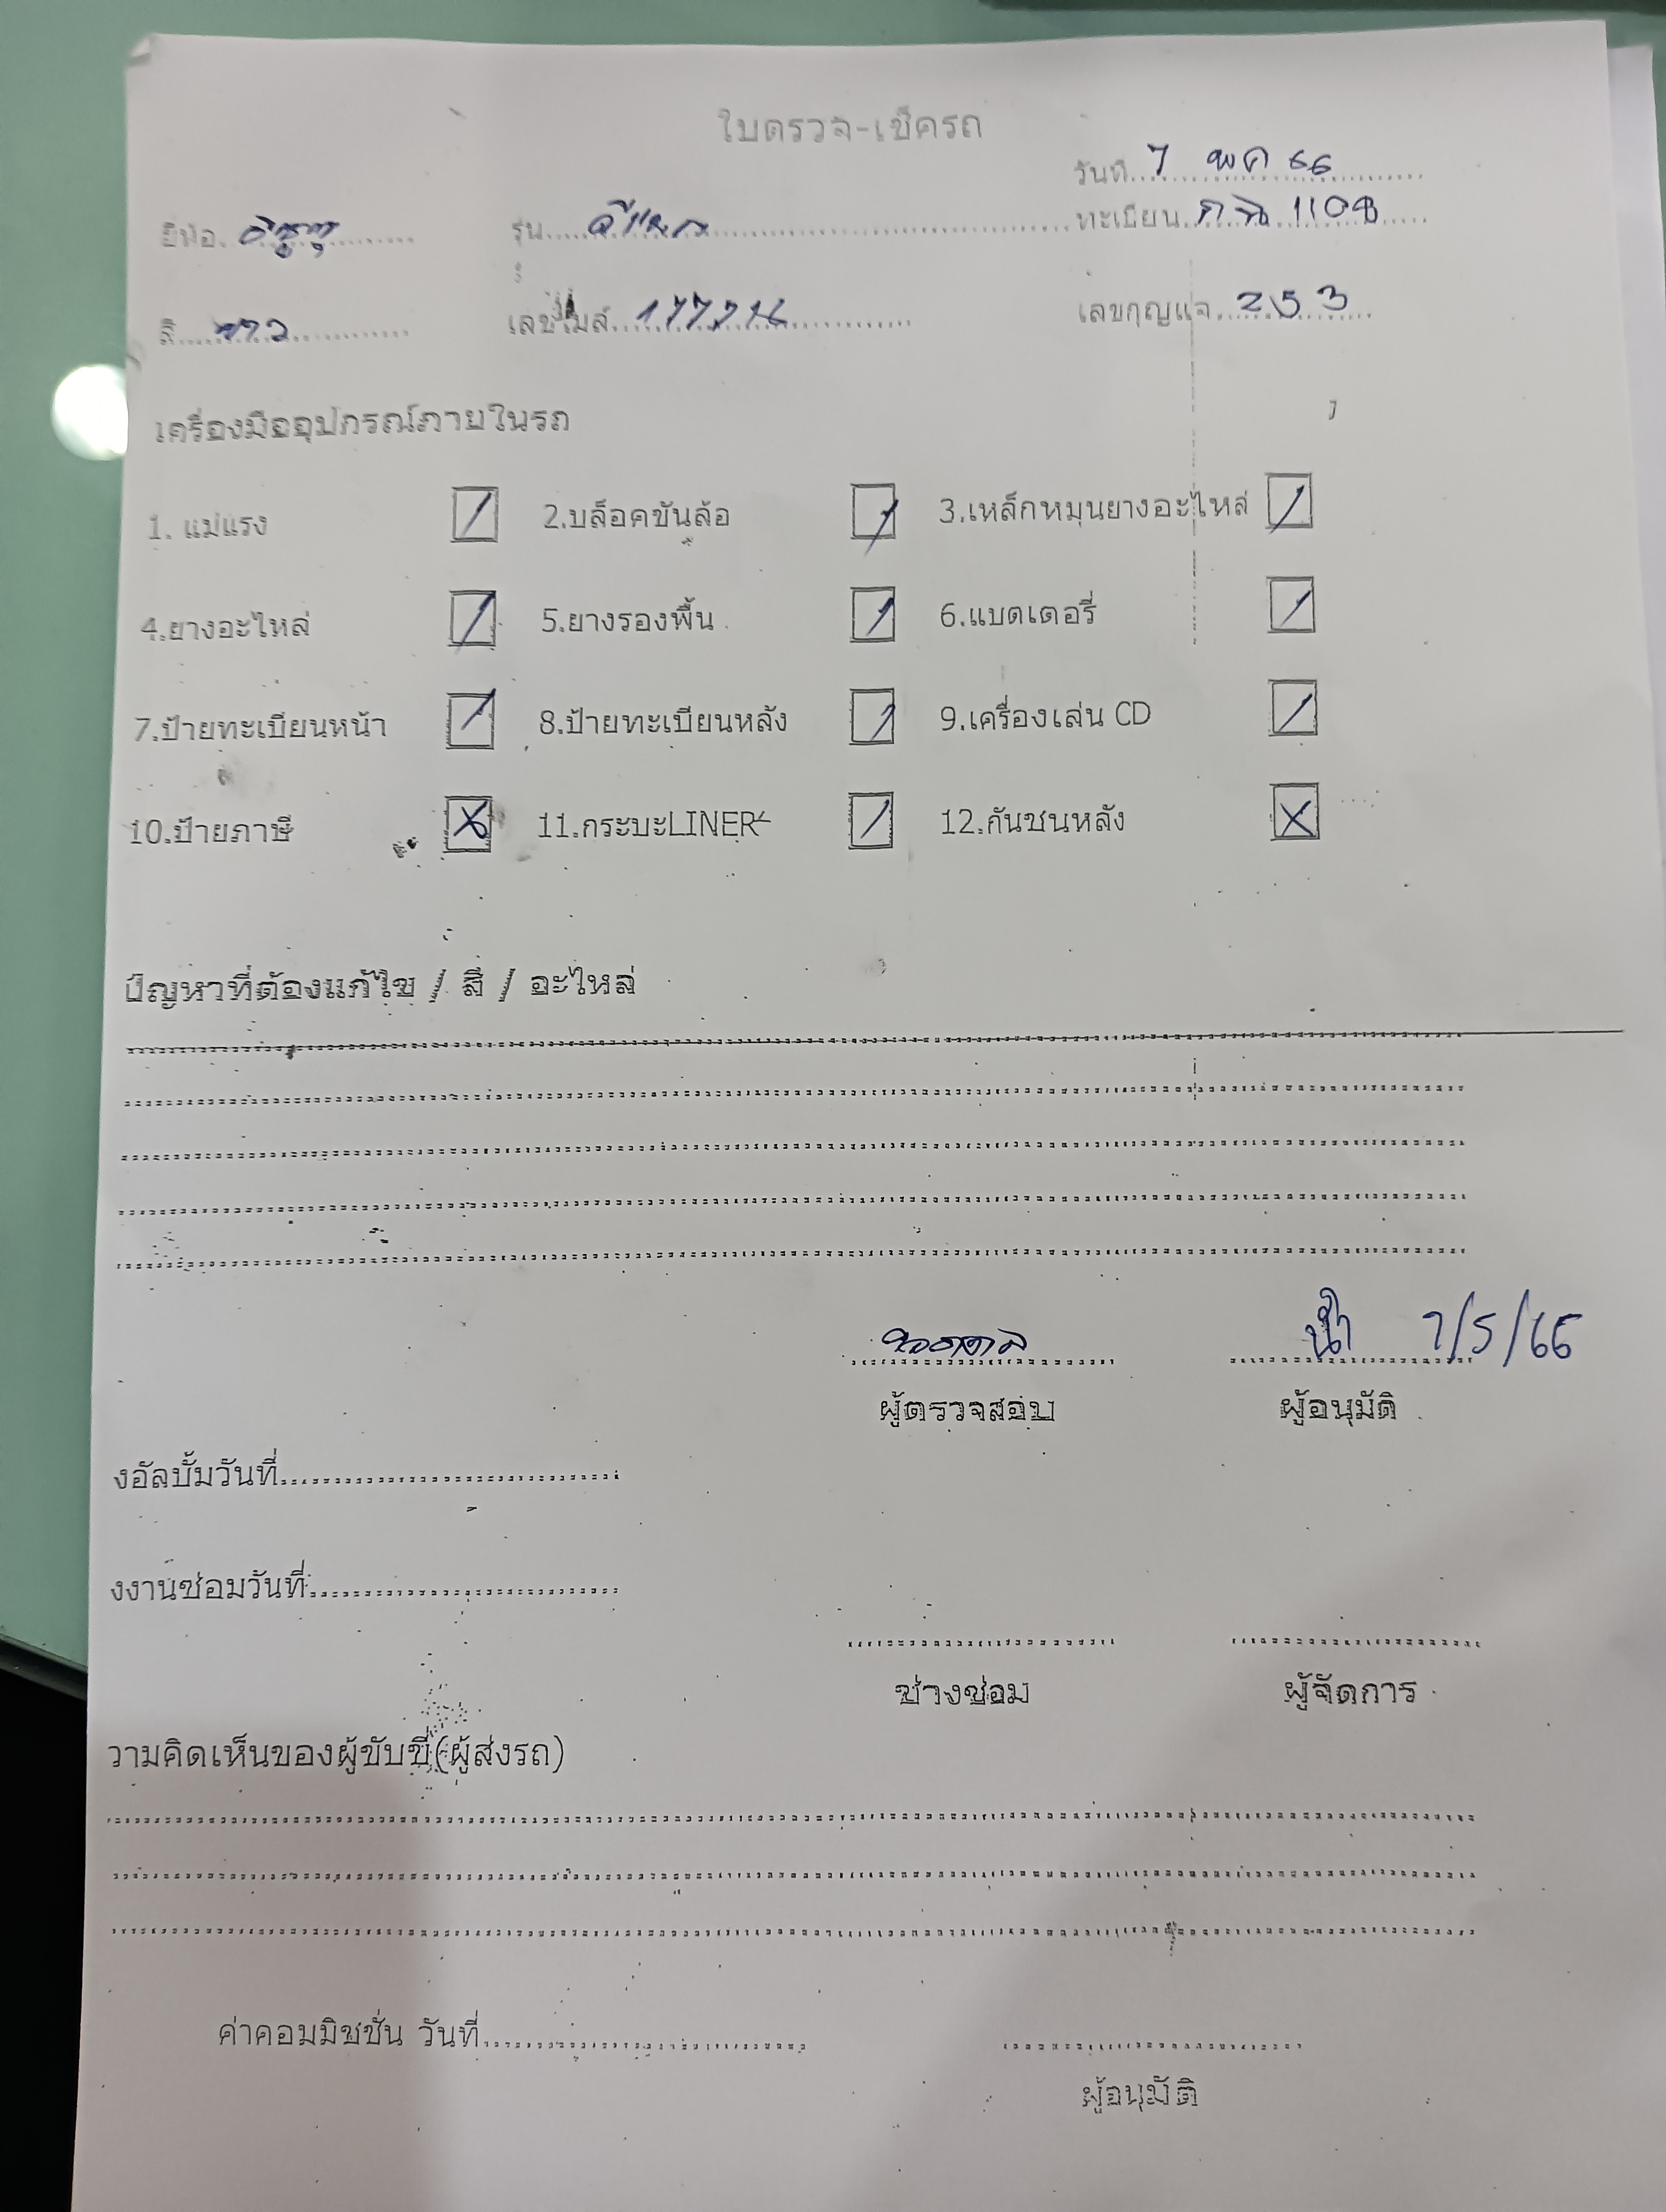 ใบตรวจ-เช็ครถ
วันที่ 7 พค 66
ยี่ห้อ อีซูซุ รุ่น ดีแมก ทะเบียน 1108
สี ขาว เลขไมล์ เลขกุญแจ 253
เครื่องมืออุปกรณ์ภายในรถ
1. แม่แรง 2.บล็อคขันล้อ 3.เหล็กหมุนยางอะไหล่
4.ยางอะไหล่ 5.ยางรองพื้น 6.แบตเตอรี่
7.ป้ายทะเบียนหน้า 8.ป้ายทะเบียนหลัง 9.เครื่องเล่น CD
10.ป้ายภาษี 11.กระบะLINER 12.กันชนหลัง
ปัญหาที่ต้องแก้ไข / สี / อะไหล่
7/5/66
ผู้ตรวจสอบ ผู้อนุมัติ
งอัลบั้มวันที่
งงานซ่อมวันที่
ช่างซ่อม ผู้จัดการ
วามคิดเห็นของผู้ขับขี่(ผู้ส่งรถ)
ค่าคอมมิชชั่น วันที่
ผู้อนุมัติ